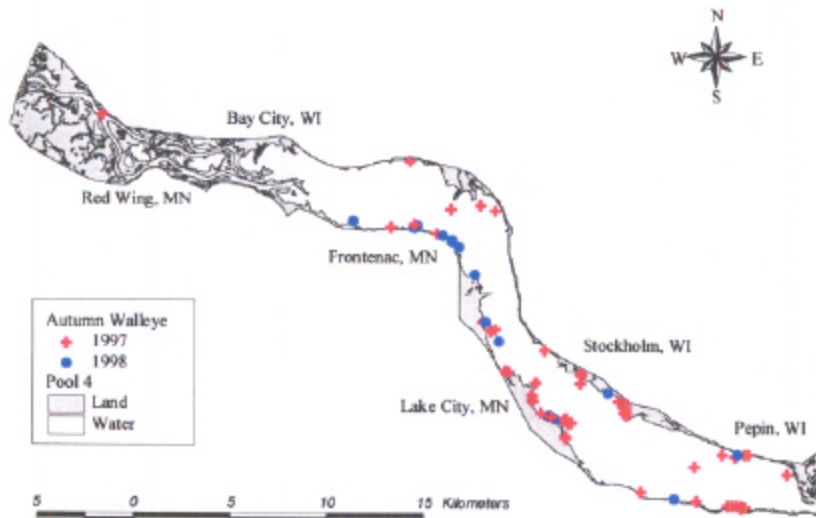 N
W E
S
Bay City, WI
Red Wing, MN
Frontenac, MN
Autumn Walleye
1997
1998
Pool 4
Land
Water
Stockholm, WI
Lake City, MN
Pepin, WI
5 0 5 10 15 Kilometers